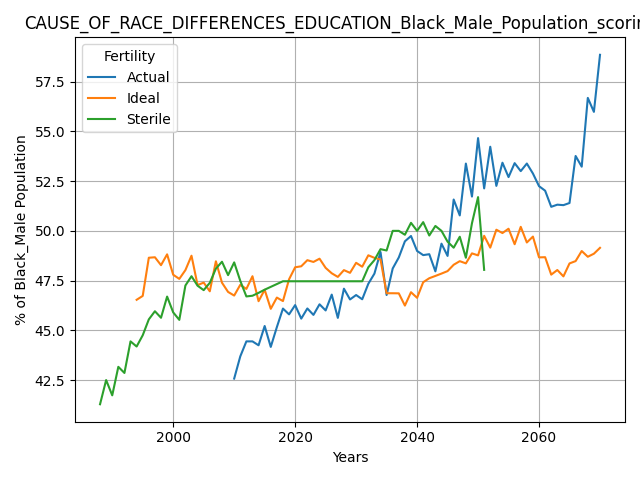 CAUSE_OF_RACE_DIFFERENCES_EDUCATION_Black_Male_Population_scorin
Fertility
Actual
Ideal
Sterile
% of Black_Male Population
57.5
55.0
52.5
50.0
47.5
45.0
42.5
2000
2020
2040
2060
Years